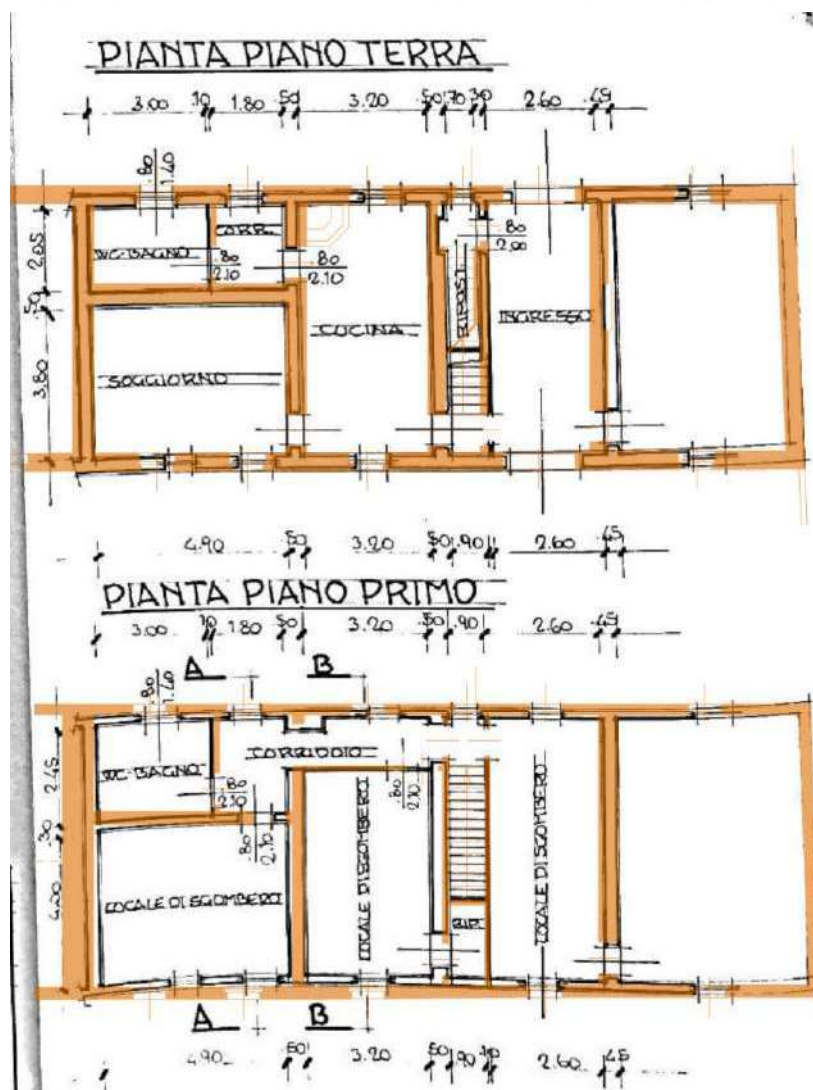 PIANTA PIANO TERRA
3.00 .10 1.80 .50 3.20 .50 .70 .30 2.60 .45
.80
1.40
2.05
.50
3.80
WC-BAGNO
CORR.
.80
2.10
.80
2.10
.80
2.00
CUCINA
RIPOST.
INGRESSO
SOGGIORNO
4.90 .50 3.20 .50 .90 2.60 .45
PIANTA PIANO PRIMO
3.00 .10 1.80 .50 3.20 .50 .90 2.60 .45
A B
.80
1.40
2.45
.30
4.00
WC-BAGNO
CORRIDOIO
.80
2.10
.80
2.10
.80
2.10
LOCALE DI SGOMBERO
LOCALE DI SGOMBERO
RIP.
LOCALE DI SGOMBERO
A B
4.90 .50 3.20 .50 .90 .10 2.60 .45